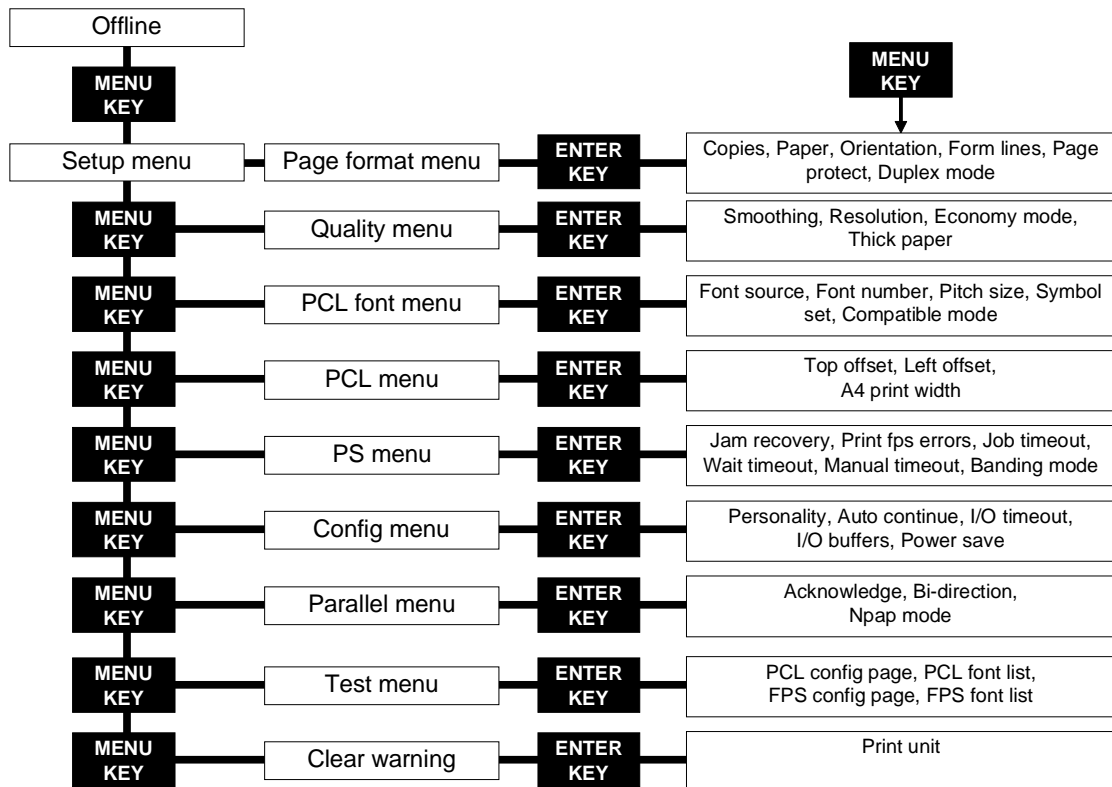 Offline
MENU
KEY
MENU
KEY
Setup menu
Page format menu
ENTER
KEY
Copies, Paper, Orientation, Form lines, Page
protect, Duplex mode
MENU
KEY
Quality menu
ENTER
KEY
Smoothing, Resolution, Economy mode,
Thick paper
MENU
KEY
PCL font menu
ENTER
KEY
Font source, Font number, Pitch size, Symbol
set, Compatible mode
MENU
KEY
PCL menu
ENTER
KEY
Top offset, Left offset,
A4 print width
MENU
KEY
PS menu
ENTER
KEY
Jam recovery, Print fps errors, Job timeout,
Wait timeout, Manual timeout, Banding mode
MENU
KEY
Config menu
ENTER
KEY
Personality, Auto continue, I/O timeout,
I/O buffers, Power save
MENU
KEY
Parallel menu
ENTER
KEY
Acknowledge, Bi-direction,
Npap mode
MENU
KEY
Test menu
ENTER
KEY
PCL config page, PCL font list,
FPS config page, FPS font list
MENU
KEY
Clear warning
ENTER
KEY
Print unit